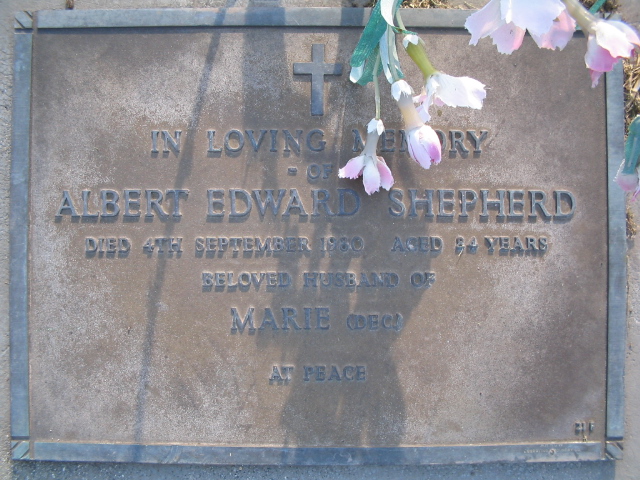 IN LOVING MEMORY
- OF
ALBERT EDWARD SHEPHERD
DIED 4TH SEPTEMBER 1980 AGED 84 YEARS
BELOVED HUSBAND OF
MARIE (DEC)
AT PEACE